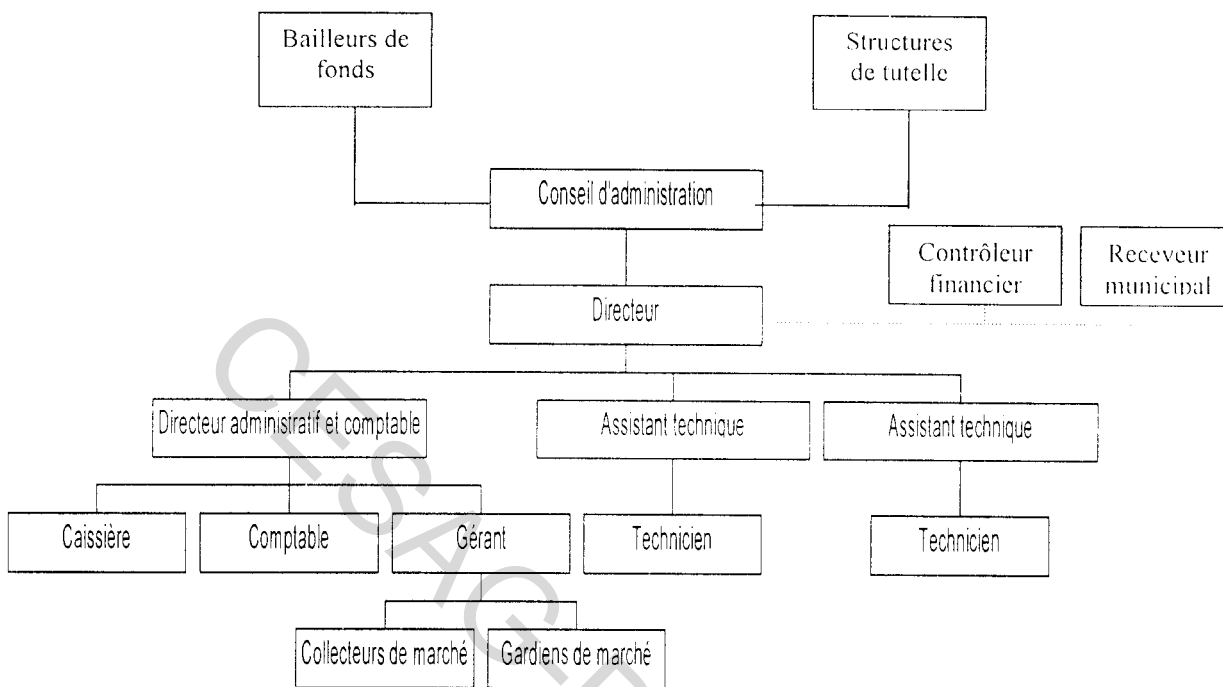 Bailleurs de
fonds
Structures
de tutelle
Conseil d'administration
Contrôleur
financier
Receveur
municipal
Directeur
Directeur administratif et comptable
Assistant technique
Assistant technique
Caissière
Comptable
Gérant
Technicien
Technicien
Collecteurs de marché
Gardiens de marché
CESAG